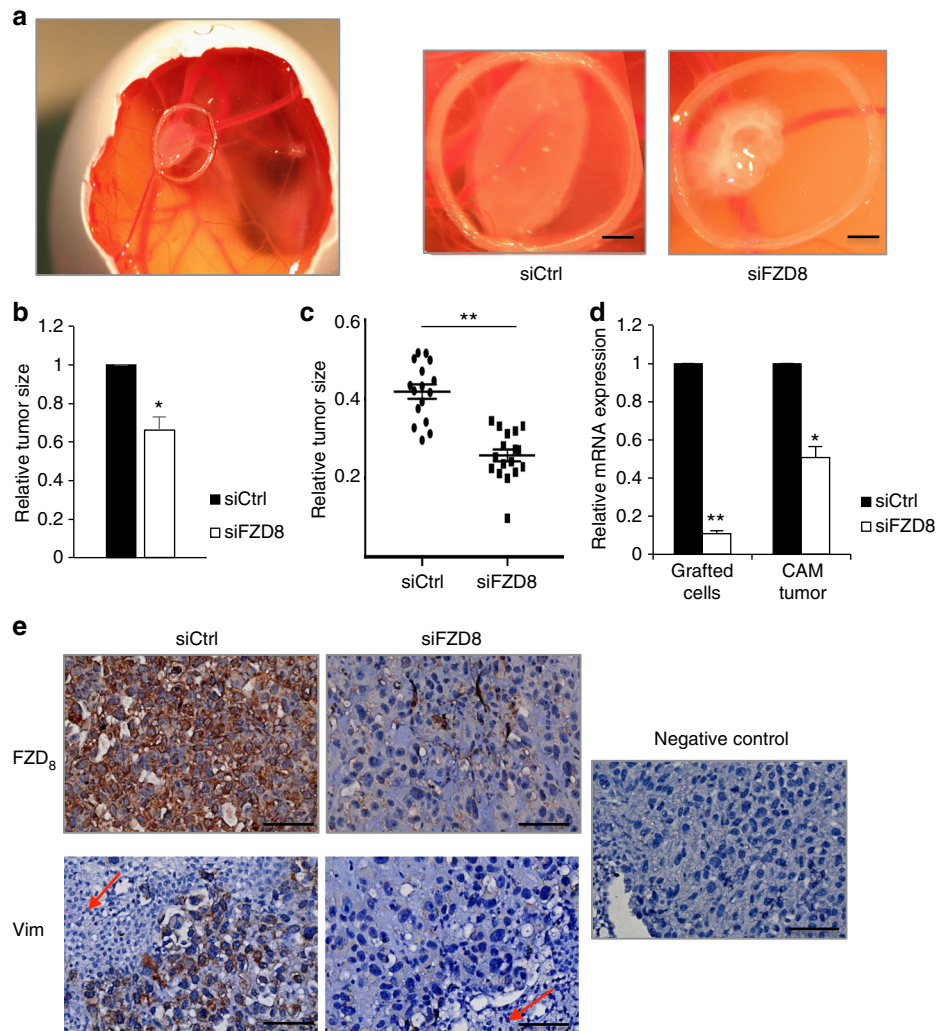 a
siCtrl siFZD8
b
1.2
1
0.8
0.6
0.4
0.2
0
Relative tumor size
*
siCtrl
siFZD8
c
0.6
0.4
0.2
Relative tumor size
**
siCtrl siFZD8
d
1.2
1
0.8
0.6
0.4
0.2
0
Relative mRNA expression
**
*
siCtrl
siFZD8
Grafted cells
CAM tumor
e
siCtrl siFZD8
FZD8
Negative control
Vim